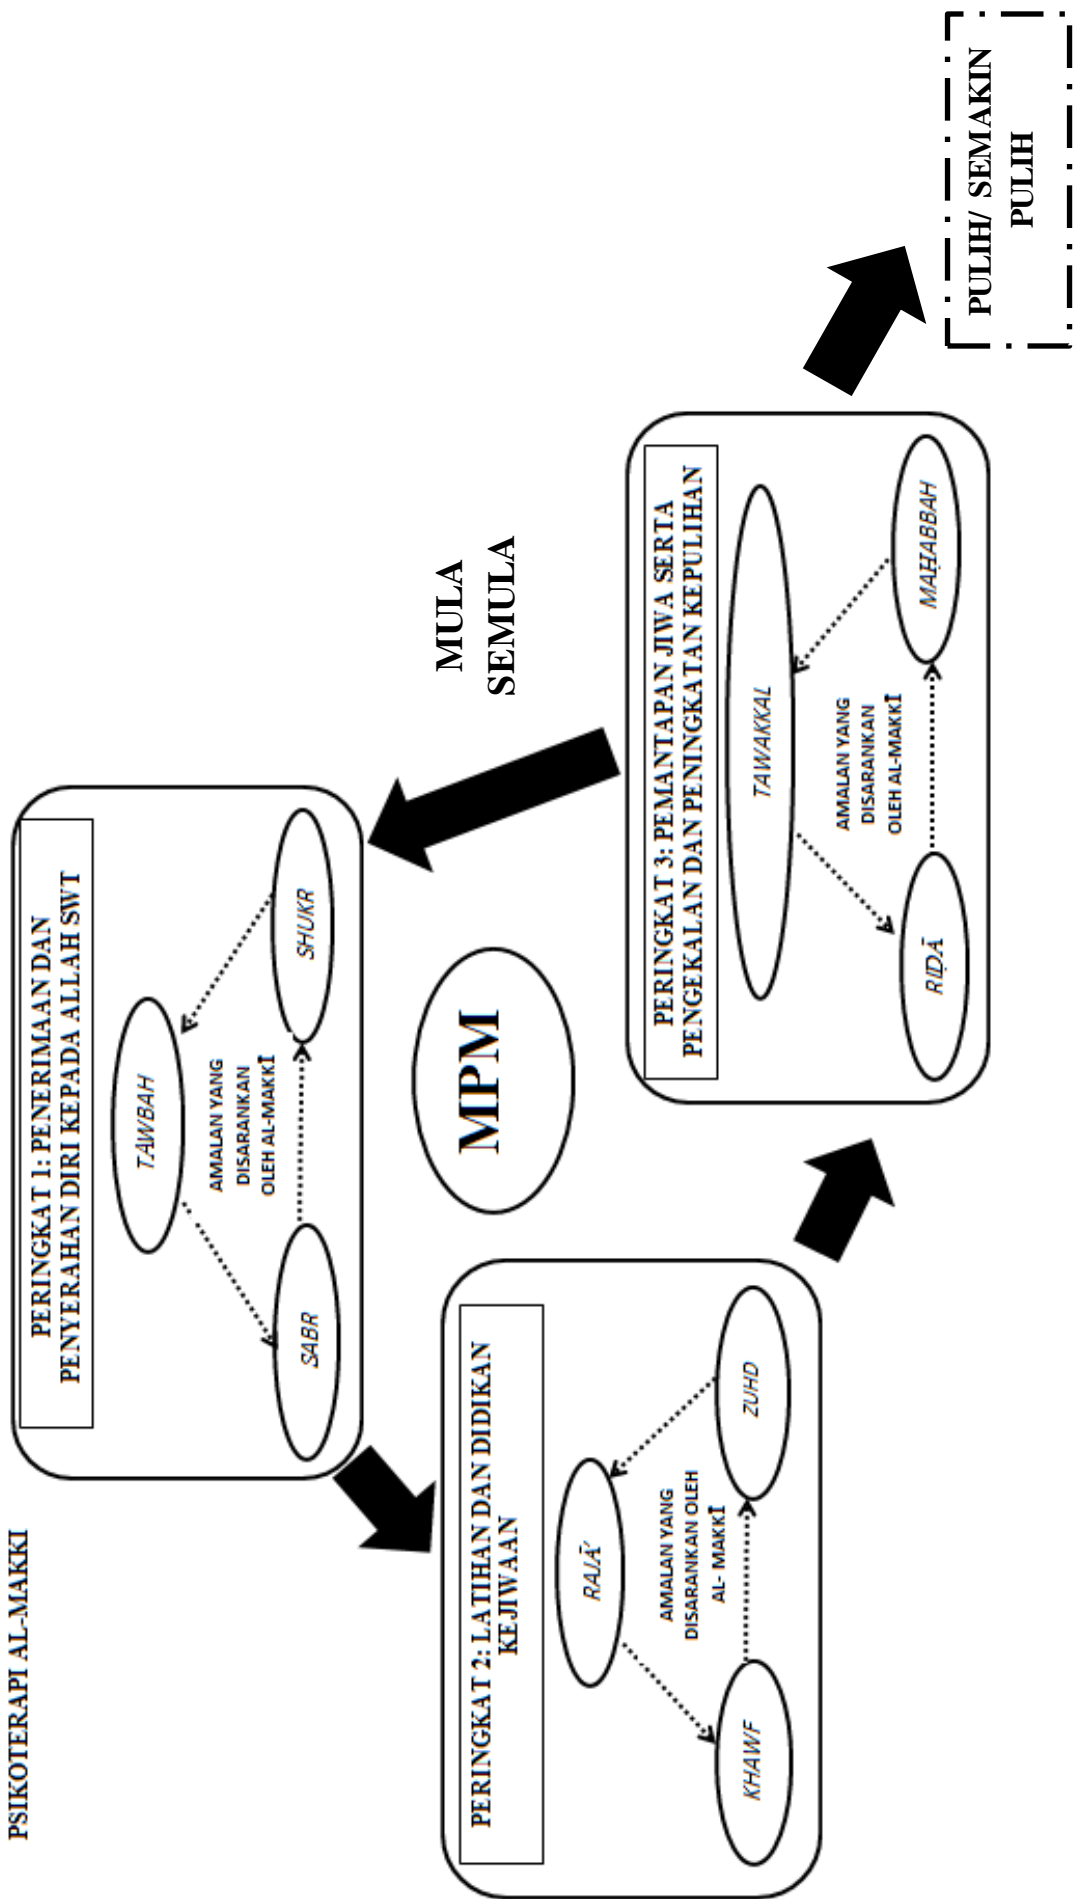 PSIKOTERAPI AL-MAKKI
PERINGKAT 1: PENERIMAAN DAN
PENYERAHAN DIRI KEPADA ALLAH SWT
TAWBAH
AMALAN YANG
DISARANKAN
OLEH AL-MAKKĪ
SABR
SHUKR
MPM
MULA
SEMULA
PERINGKAT 2: LATIHAN DAN DIDIKAN
KEJIWAAN
RAJĀ’
AMALAN YANG
DISARANKAN OLEH
AL- MAKKĪ
KHAWF
ZUHD
PERINGKAT 3: PEMANTAPAN JIWA SERTA
PENGEKALAN DAN PENINGKATAN KEPULIHAN
TAWAKKAL
AMALAN YANG
DISARANKAN
OLEH AL-MAKKĪ
RIḌĀ
MAḤABBAH
PULIH/ SEMAKIN
PULIH